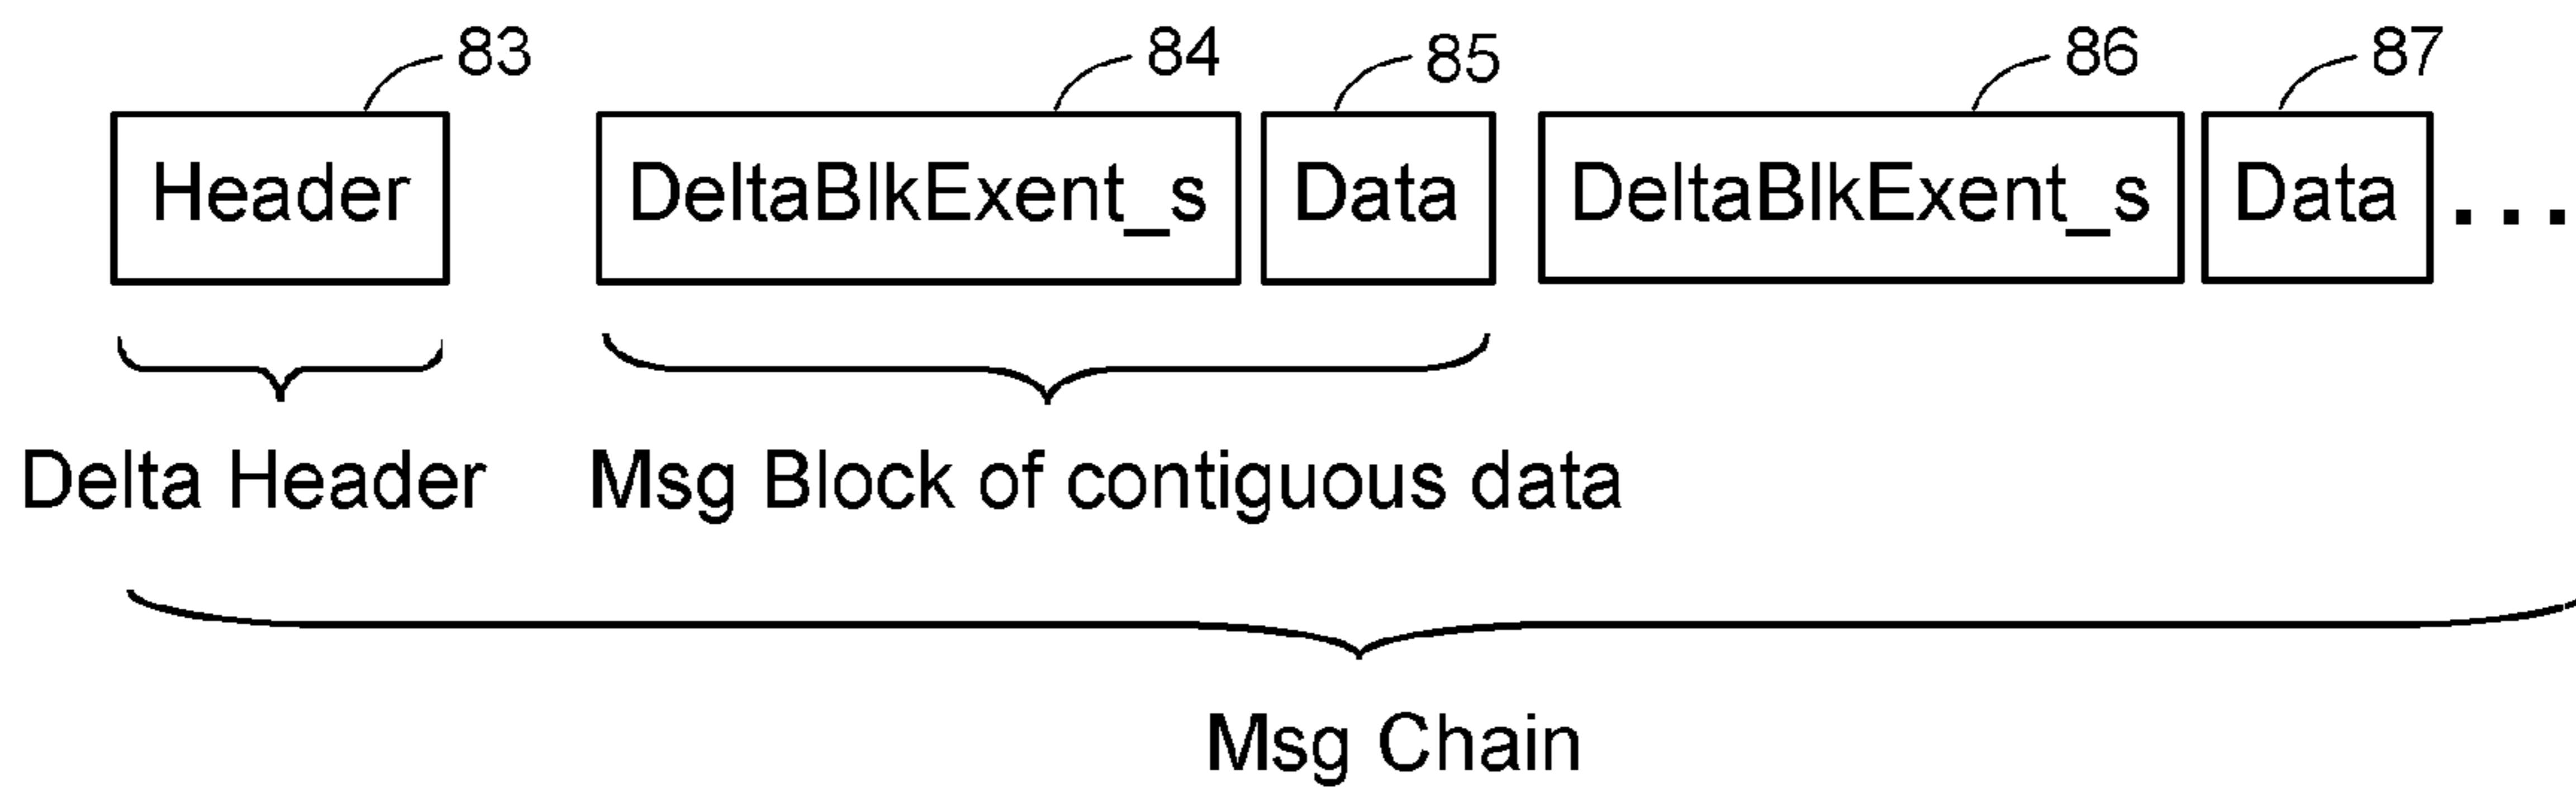 83 84 85 86 87
Header DeltaBlkExent_s Data DeltaBlkExent_s Data ...
Delta Header Msg Block of contiguous data
Msg Chain